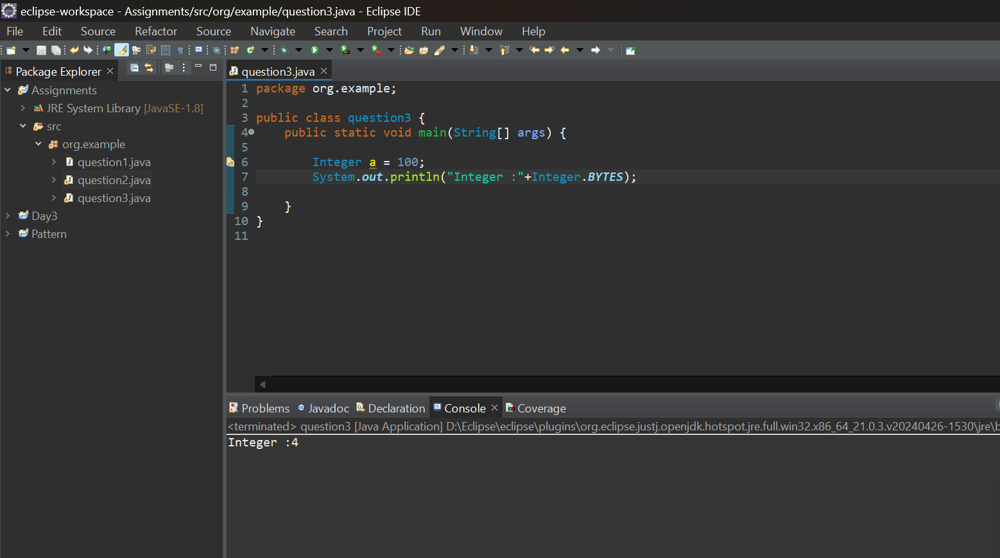 eclipse-workspace - Assignments/src/org/example/question3.java - Eclipse IDE
File Edit Source Refactor Source Navigate Search Project Run Window Help
Package Explorer
Assignments
JRE System Library [JavaSE-1.8]
src
org.example
question1.java
question2.java
question3.java
Day3
Pattern
question3.java
1 package org.example;
2
3 public class question3 {
4 public static void main(String[] args) {
5
6 Integer a = 100;
7 System.out.println("Integer :"+Integer.BYTES);
8
9 }
10 }
11
Problems Javadoc Declaration Console Coverage
<terminated> question3 [Java Application] D:\Eclipse\eclipse\plugins\org.eclipse.justj.openjdk.hotspot.jre.full.win32.x86_64_21.0.3.v20240426-1530\jre\b
Integer :4